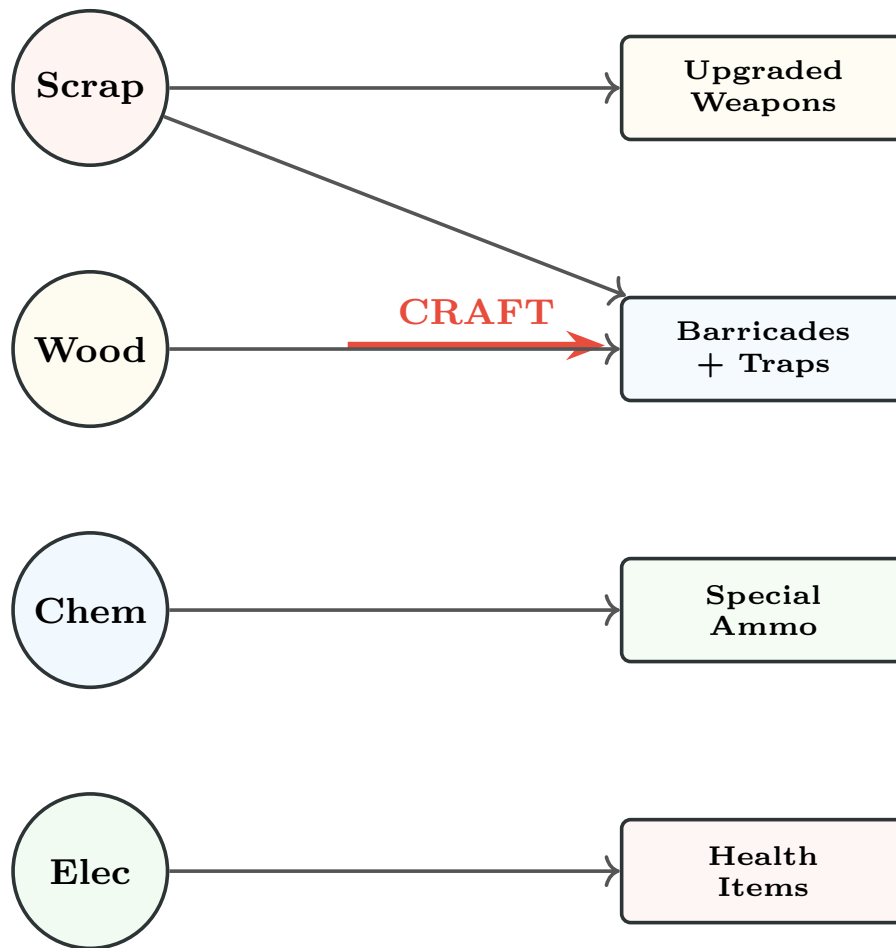 Scrap
Upgraded
Weapons
CRAFT
Wood
Barricades
+ Traps
Chem
Special
Ammo
Elec
Health
Items